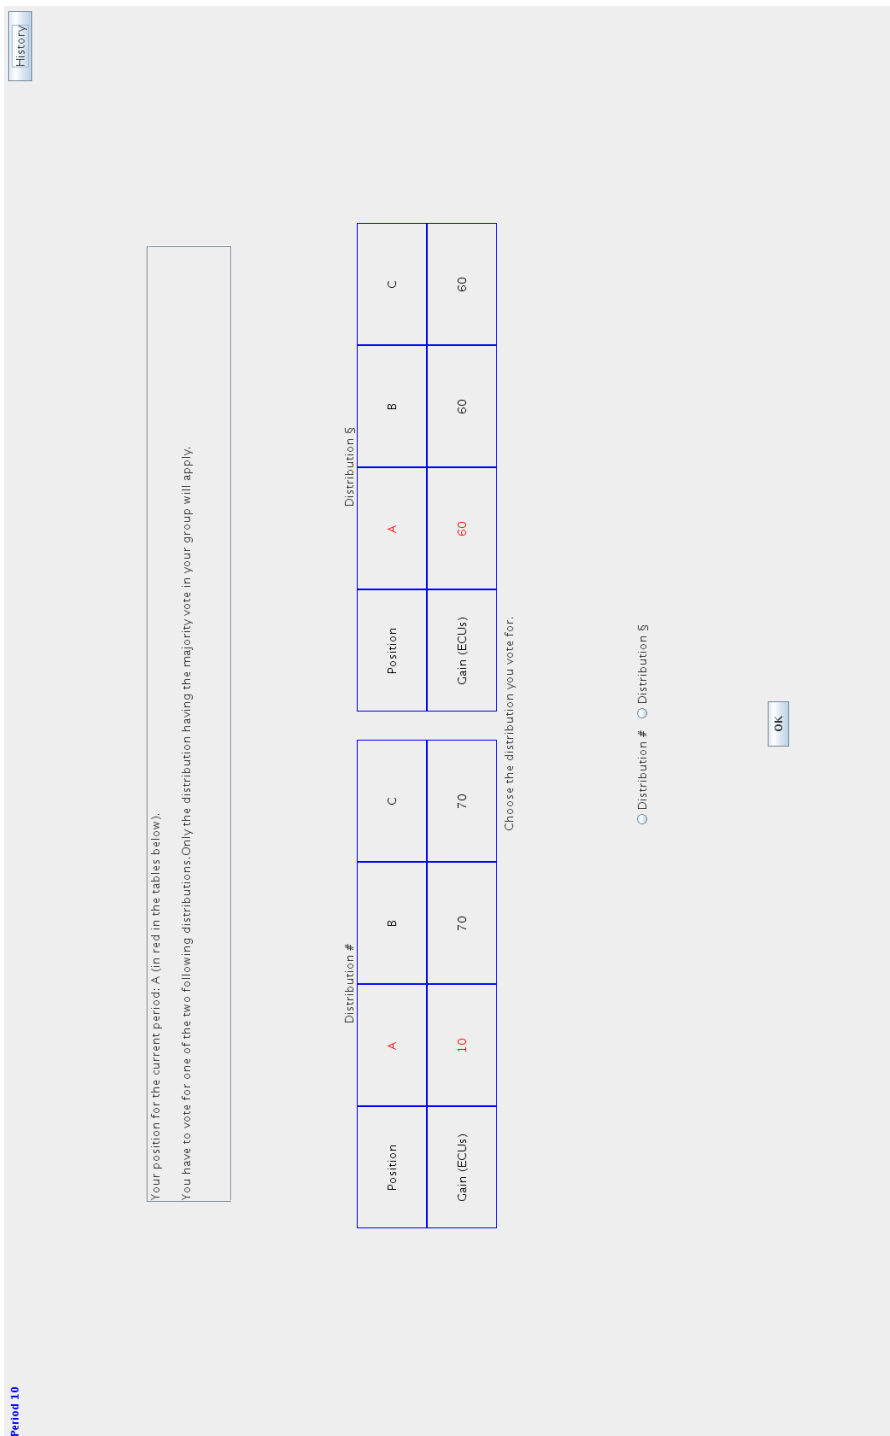 Period 10
History
Your position for the current period: A (in red in the tables below).
You have to vote for one of the two following distributions.Only the distribution having the majority vote in your group will apply.
Distribution #
Position A B C
Gain (ECUs) 10 70 70
Distribution §
Position A B C
Gain (ECUs) 60 60 60
Choose the distribution you vote for.
Distribution # Distribution §
OK